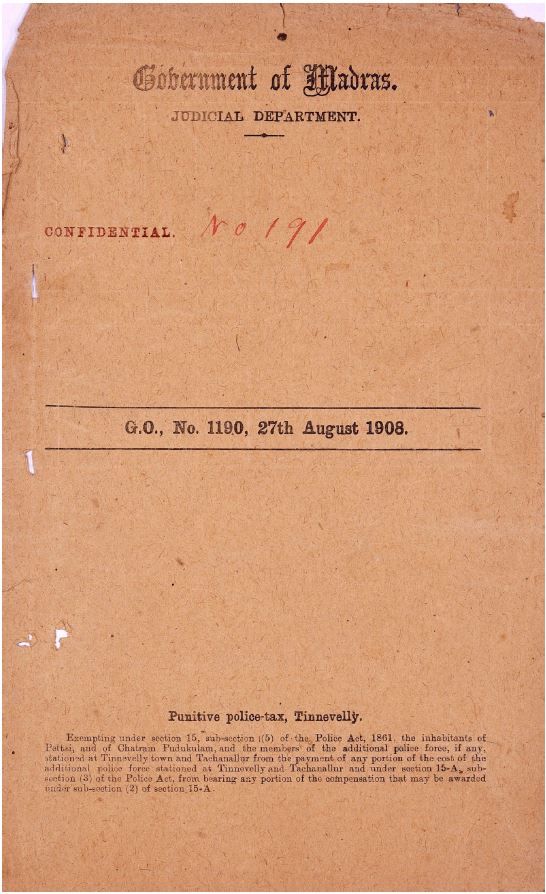 Government of Madras.
JUDICIAL DEPARTMENT.
CONFIDENTIAL. No 191
G.O., No. 1190, 27th August 1908.
Punitive police-tax, Tinnevelly.
Exempting under section 15, sub-section (5) of the Police Act, 1861, the inhabitants of
Pettai, and of Chatram Pudukulam, and the members of the additional police force, if any,
stationed at Tinnevelly town and Tachanallur from the payment of any portion of the cost of the
additional police force stationed at Tinnevelly and Tachanallur and under section 15-A, sub-
section (3) of the Police Act, from bearing any portion of the compensation that may be awarded
under sub-section (2) of section 15-A.